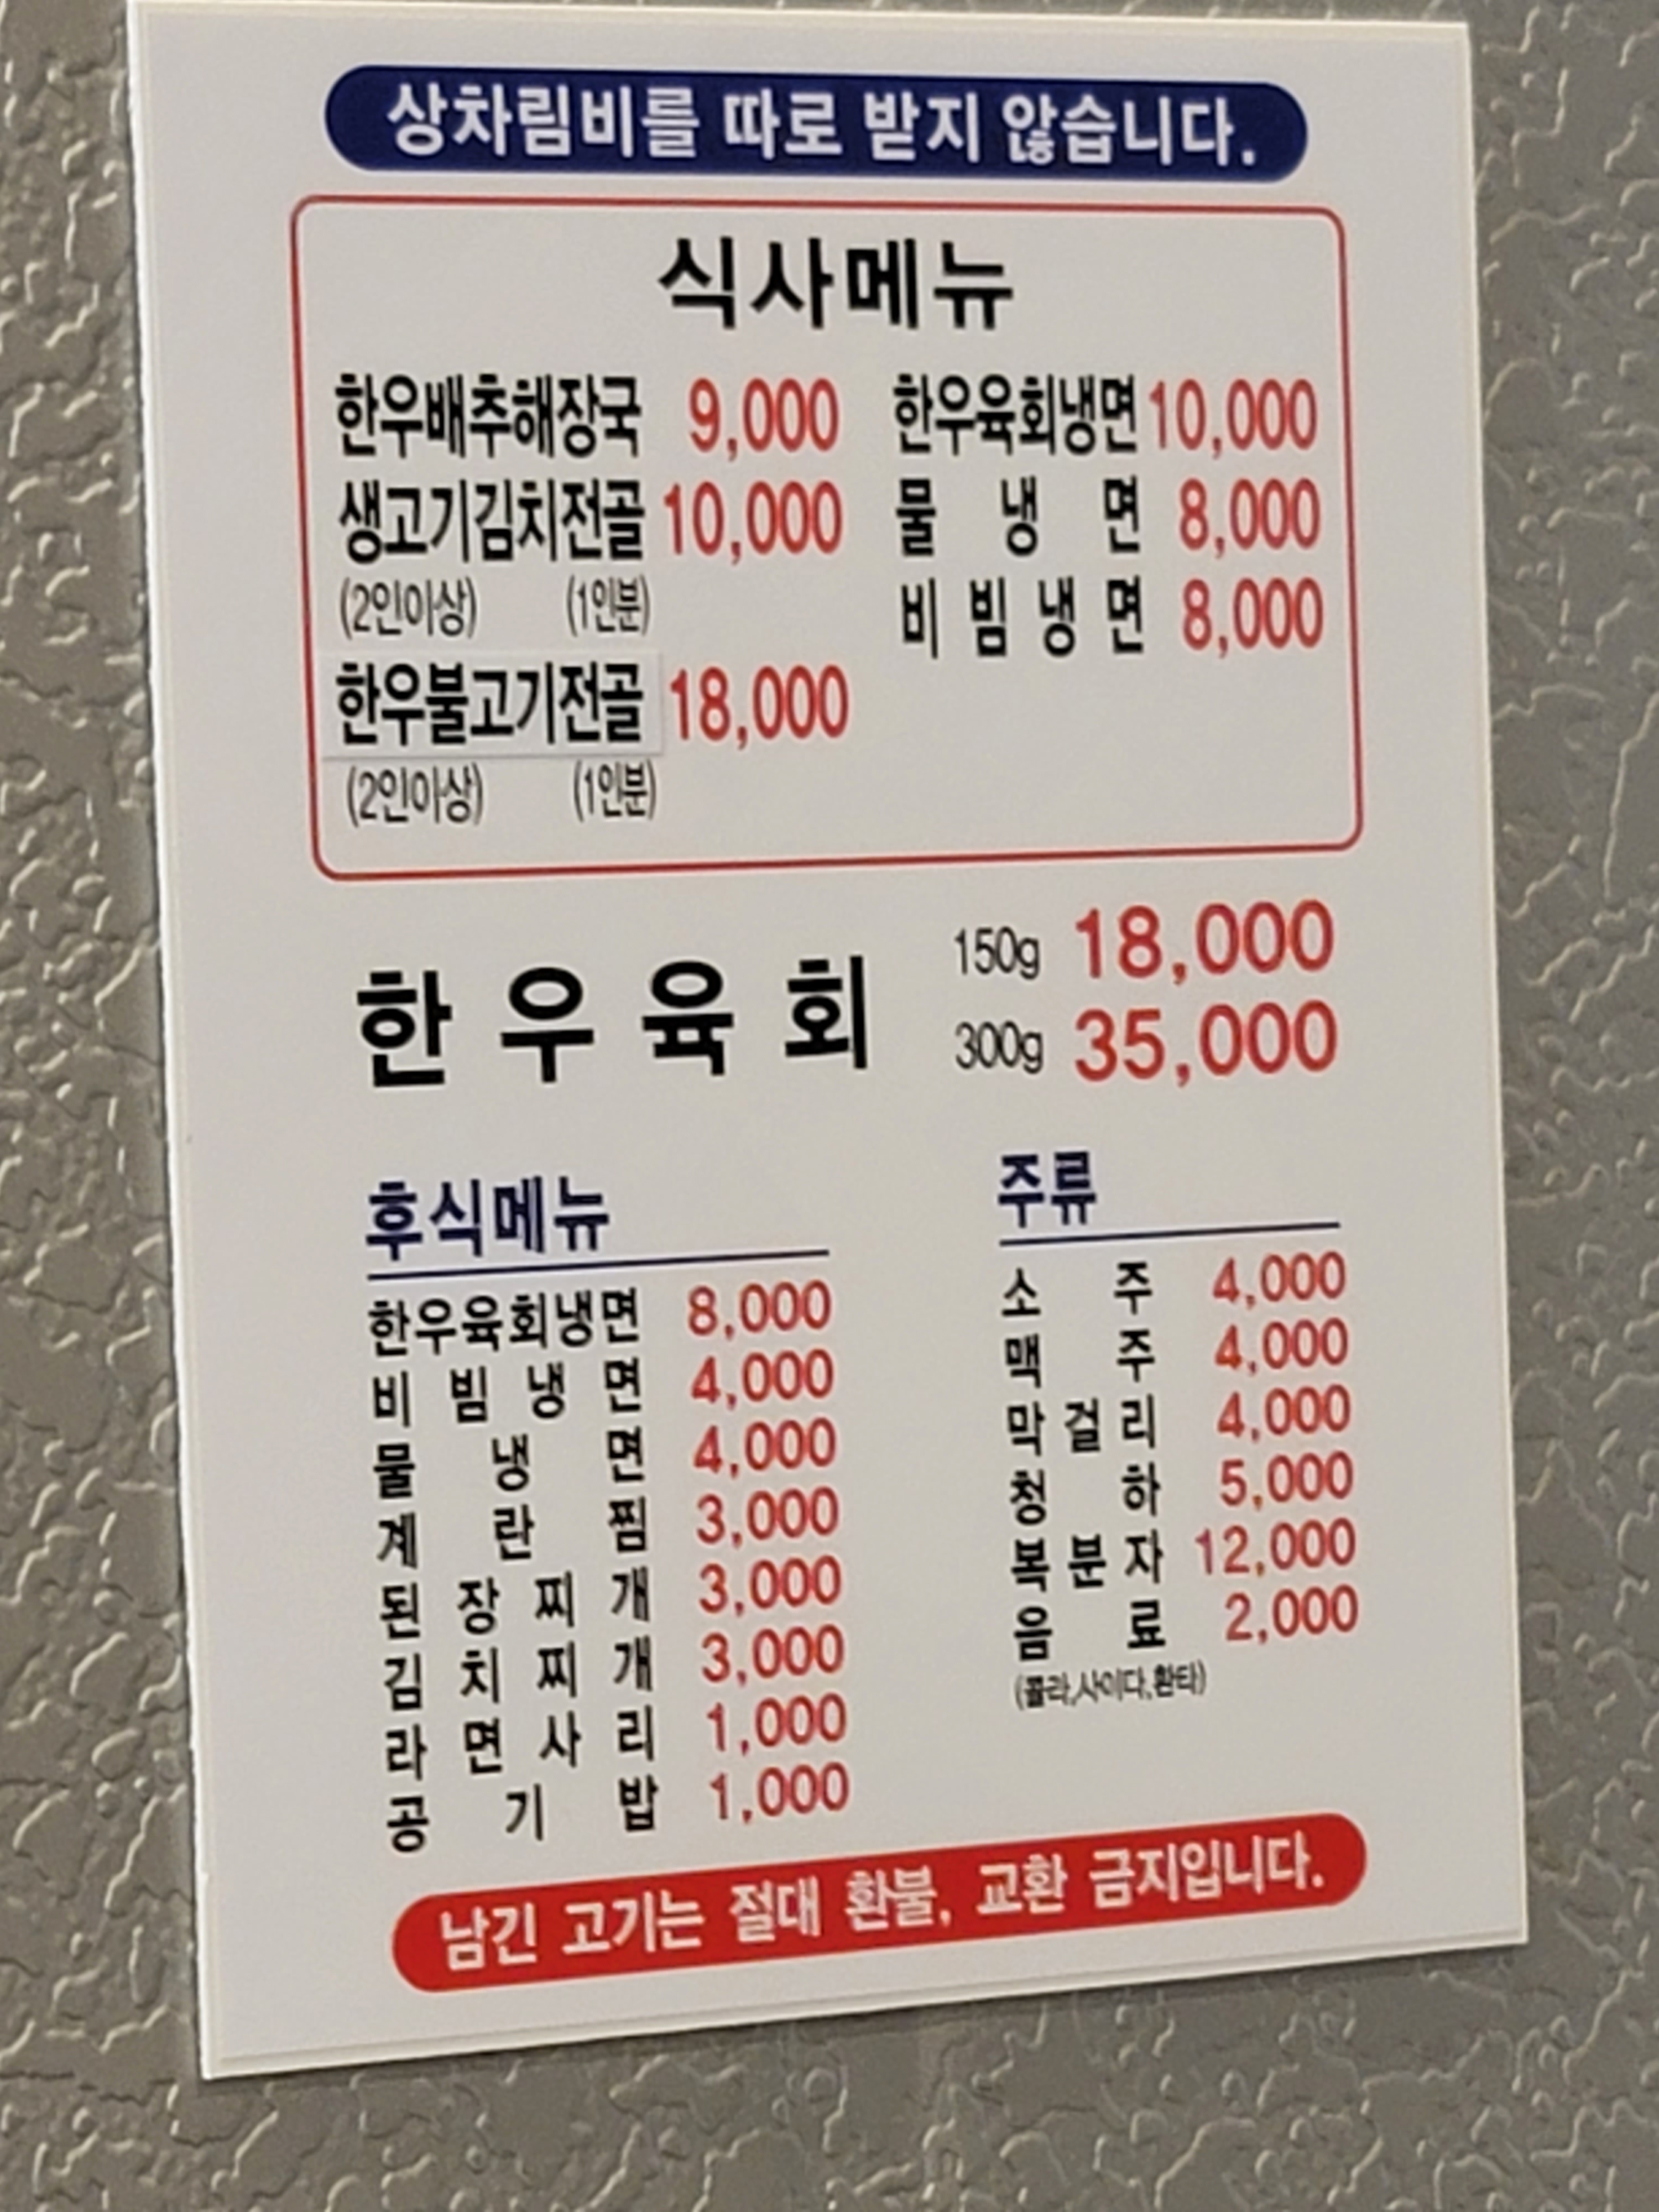 상차림비를 따로 받지 않습니다.
식사메뉴
한우배추해장국 9,000
생고기김치전골 10,000
(2인이상) (1인분)
한우불고기전골 18,000
(2인이상) (1인분)
한우육회냉면 10,000
물냉면 8,000
비빔냉면 8,000
한우육회
150g 18,000
300g 35,000
후식메뉴
한우육회냉면 8,000
비빔냉면 4,000
물냉면 4,000
계란찜 3,000
된장찌개 3,000
김치찌개 3,000
라면사리 1,000
공기밥 1,000
주류
소주 4,000
맥주 4,000
막걸리 4,000
청하 5,000
복분자 12,000
음료 2,000
(콜라,사이다,환타)
남긴 고기는 절대 환불, 교환 금지입니다.